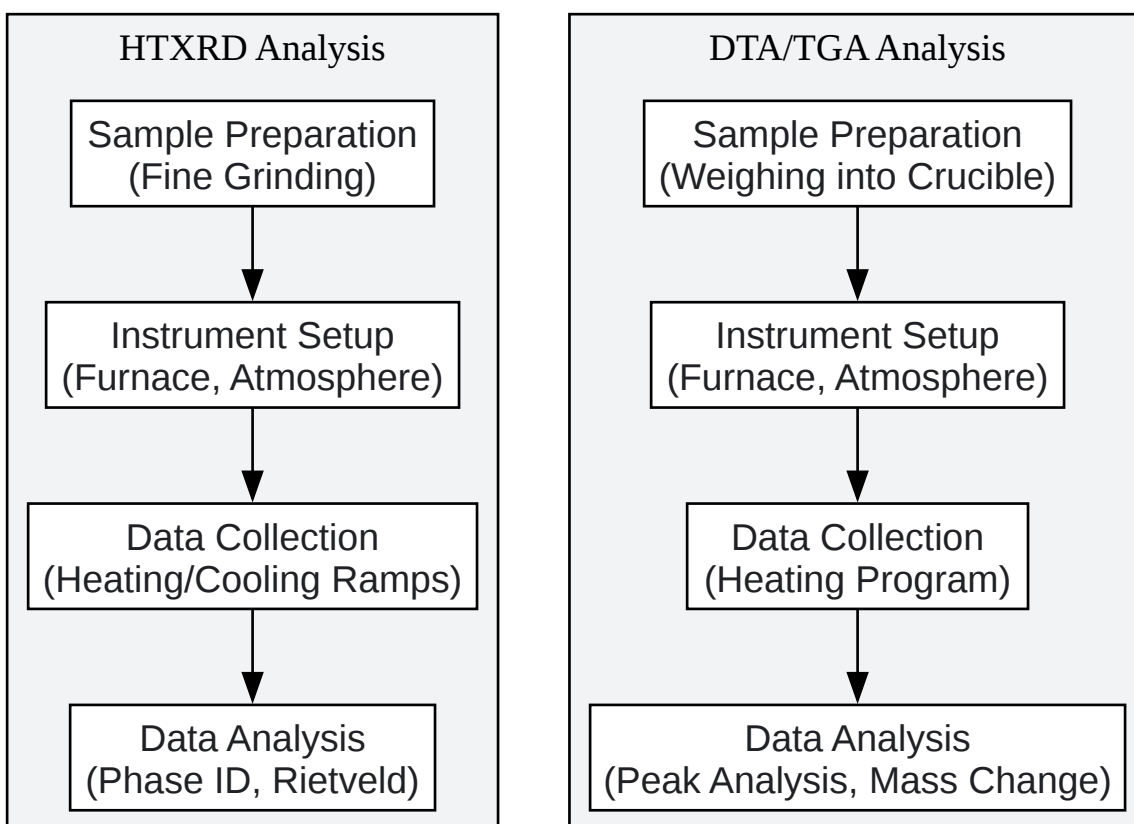 HTXRD Analysis
Sample Preparation
(Fine Grinding)
Instrument Setup
(Furnace, Atmosphere)
Data Collection
(Heating/Cooling Ramps)
Data Analysis
(Phase ID, Rietveld)
DTA/TGA Analysis
Sample Preparation
(Weighing into Crucible)
Instrument Setup
(Furnace, Atmosphere)
Data Collection
(Heating Program)
Data Analysis
(Peak Analysis, Mass Change)